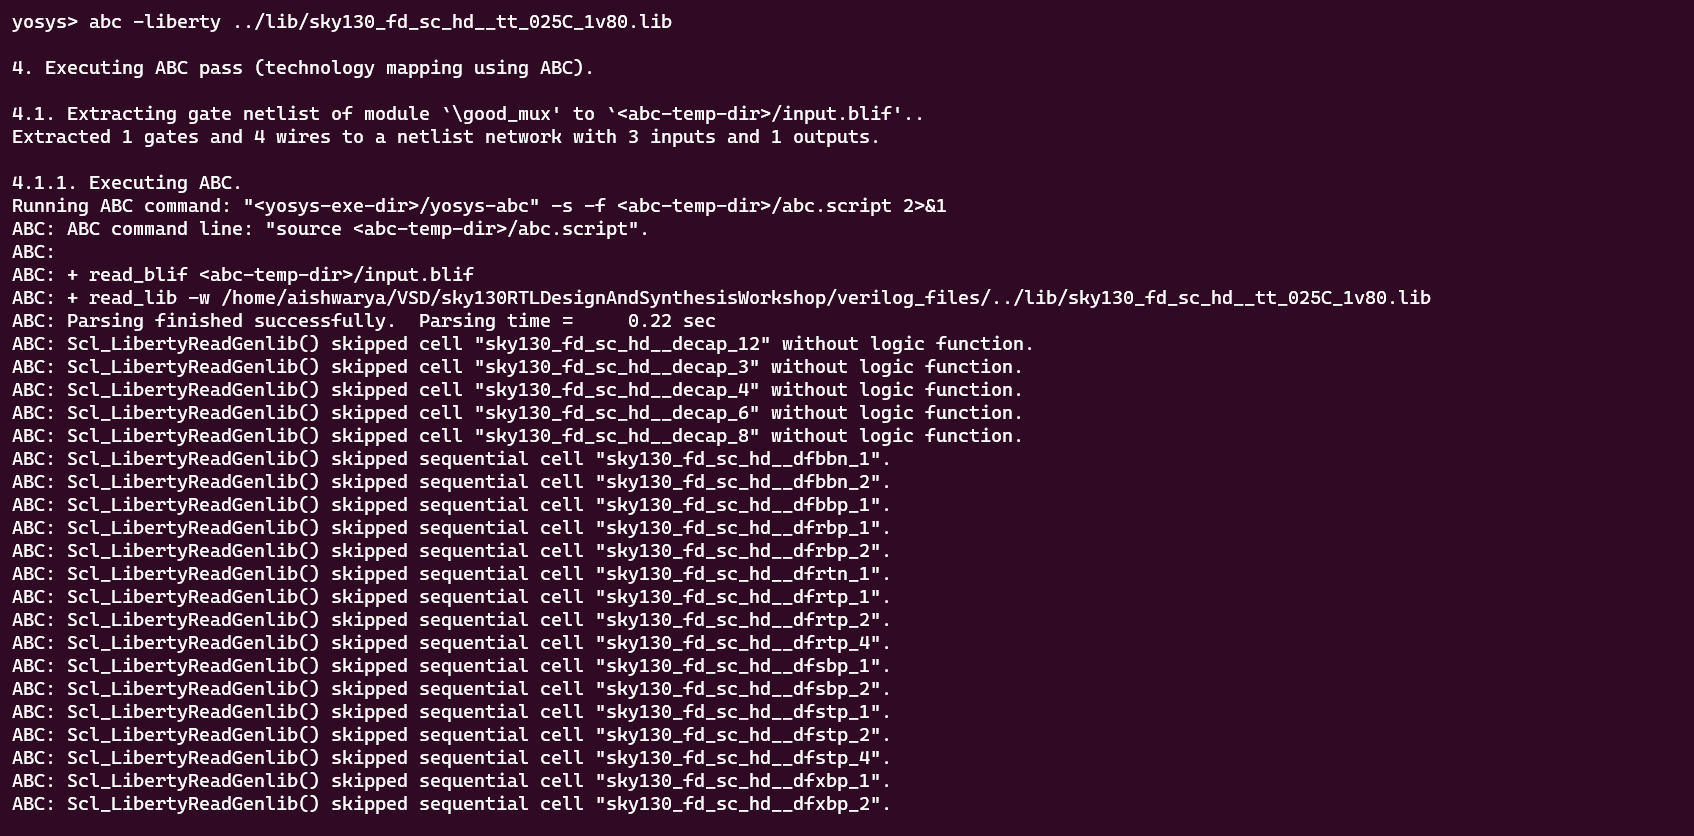 yosys> abc -liberty ../lib/sky130_fd_sc_hd__tt_025C_1v80.lib
4. Executing ABC pass (technology mapping using ABC).
4.1. Extracting gate netlist of module `\good_mux' to `<abc-temp-dir>/input.blif'..
Extracted 1 gates and 4 wires to a netlist network with 3 inputs and 1 outputs.
4.1.1. Executing ABC.
Running ABC command: "<yosys-exe-dir>/yosys-abc" -s -f <abc-temp-dir>/abc.script 2>&1
ABC: ABC command line: "source <abc-temp-dir>/abc.script".
ABC:
ABC: + read_blif <abc-temp-dir>/input.blif
ABC: + read_lib -w /home/aishwarya/VSD/sky130RTLDesignAndSynthesisWorkshop/verilog_files/../lib/sky130_fd_sc_hd__tt_025C_1v80.lib
ABC: Parsing finished successfully.  Parsing time =     0.22 sec
ABC: Scl_LibertyReadGenlib() skipped cell "sky130_fd_sc_hd__decap_12" without logic function.
ABC: Scl_LibertyReadGenlib() skipped cell "sky130_fd_sc_hd__decap_3" without logic function.
ABC: Scl_LibertyReadGenlib() skipped cell "sky130_fd_sc_hd__decap_4" without logic function.
ABC: Scl_LibertyReadGenlib() skipped cell "sky130_fd_sc_hd__decap_6" without logic function.
ABC: Scl_LibertyReadGenlib() skipped cell "sky130_fd_sc_hd__decap_8" without logic function.
ABC: Scl_LibertyReadGenlib() skipped sequential cell "sky130_fd_sc_hd__dfbbn_1".
ABC: Scl_LibertyReadGenlib() skipped sequential cell "sky130_fd_sc_hd__dfbbn_2".
ABC: Scl_LibertyReadGenlib() skipped sequential cell "sky130_fd_sc_hd__dfbbp_1".
ABC: Scl_LibertyReadGenlib() skipped sequential cell "sky130_fd_sc_hd__dfrbp_1".
ABC: Scl_LibertyReadGenlib() skipped sequential cell "sky130_fd_sc_hd__dfrbp_2".
ABC: Scl_LibertyReadGenlib() skipped sequential cell "sky130_fd_sc_hd__dfrtn_1".
ABC: Scl_LibertyReadGenlib() skipped sequential cell "sky130_fd_sc_hd__dfrtp_1".
ABC: Scl_LibertyReadGenlib() skipped sequential cell "sky130_fd_sc_hd__dfrtp_2".
ABC: Scl_LibertyReadGenlib() skipped sequential cell "sky130_fd_sc_hd__dfrtp_4".
ABC: Scl_LibertyReadGenlib() skipped sequential cell "sky130_fd_sc_hd__dfsbp_1".
ABC: Scl_LibertyReadGenlib() skipped sequential cell "sky130_fd_sc_hd__dfsbp_2".
ABC: Scl_LibertyReadGenlib() skipped sequential cell "sky130_fd_sc_hd__dfstp_1".
ABC: Scl_LibertyReadGenlib() skipped sequential cell "sky130_fd_sc_hd__dfstp_2".
ABC: Scl_LibertyReadGenlib() skipped sequential cell "sky130_fd_sc_hd__dfstp_4".
ABC: Scl_LibertyReadGenlib() skipped sequential cell "sky130_fd_sc_hd__dfxbp_1".
ABC: Scl_LibertyReadGenlib() skipped sequential cell "sky130_fd_sc_hd__dfxbp_2".